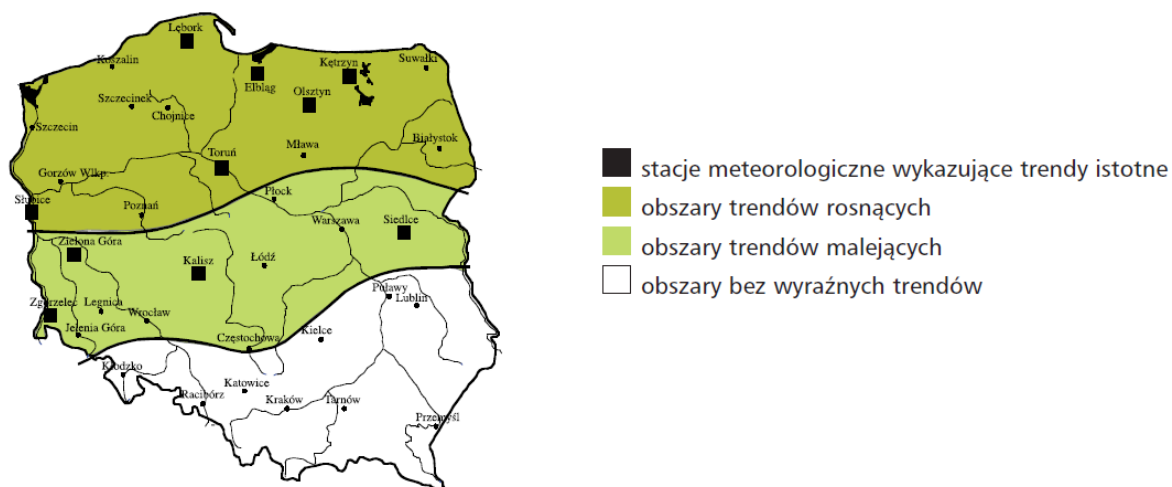 Lębork
Koszalin
Suwałki
Kętrzyn
Elbląg
Olsztyn
Szczecinek
Chojnice
Szczecin
Białystok
Mława
Toruń
Gorzów Wlkp.
Słubice
Płock
Poznań
Warszawa
Siedlce
Zielona Góra
Łódź
Kalisz
Puławy
Lublin
Zgorzelec
Legnica
Wrocław
Jelenia Góra
Kielce
Częstochowa
Kłodzko
Katowice
Racibórz
Kraków
Tarnów
Przemyśl
stacje meteorologiczne wykazujące trendy istotne
obszary trendów rosnących
obszary trendów malejących
obszary bez wyraźnych trendów